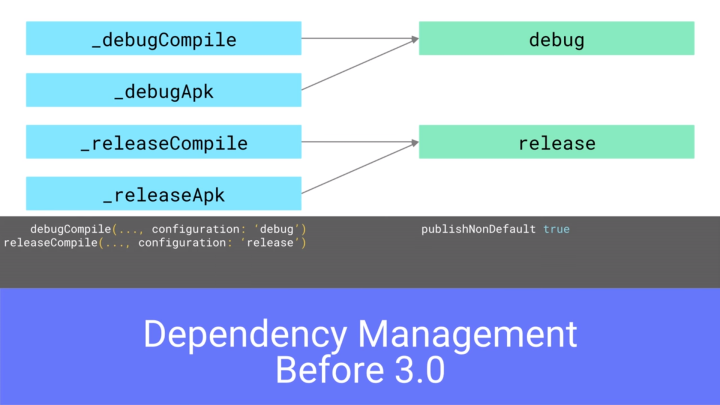 _debugCompile
debug
_debugApk
_releaseCompile
release
_releaseApk
debugCompile(..., configuration: ‘debug’)
releaseCompile(..., configuration: ‘release’)
publishNonDefault true
Dependency Management
Before 3.0